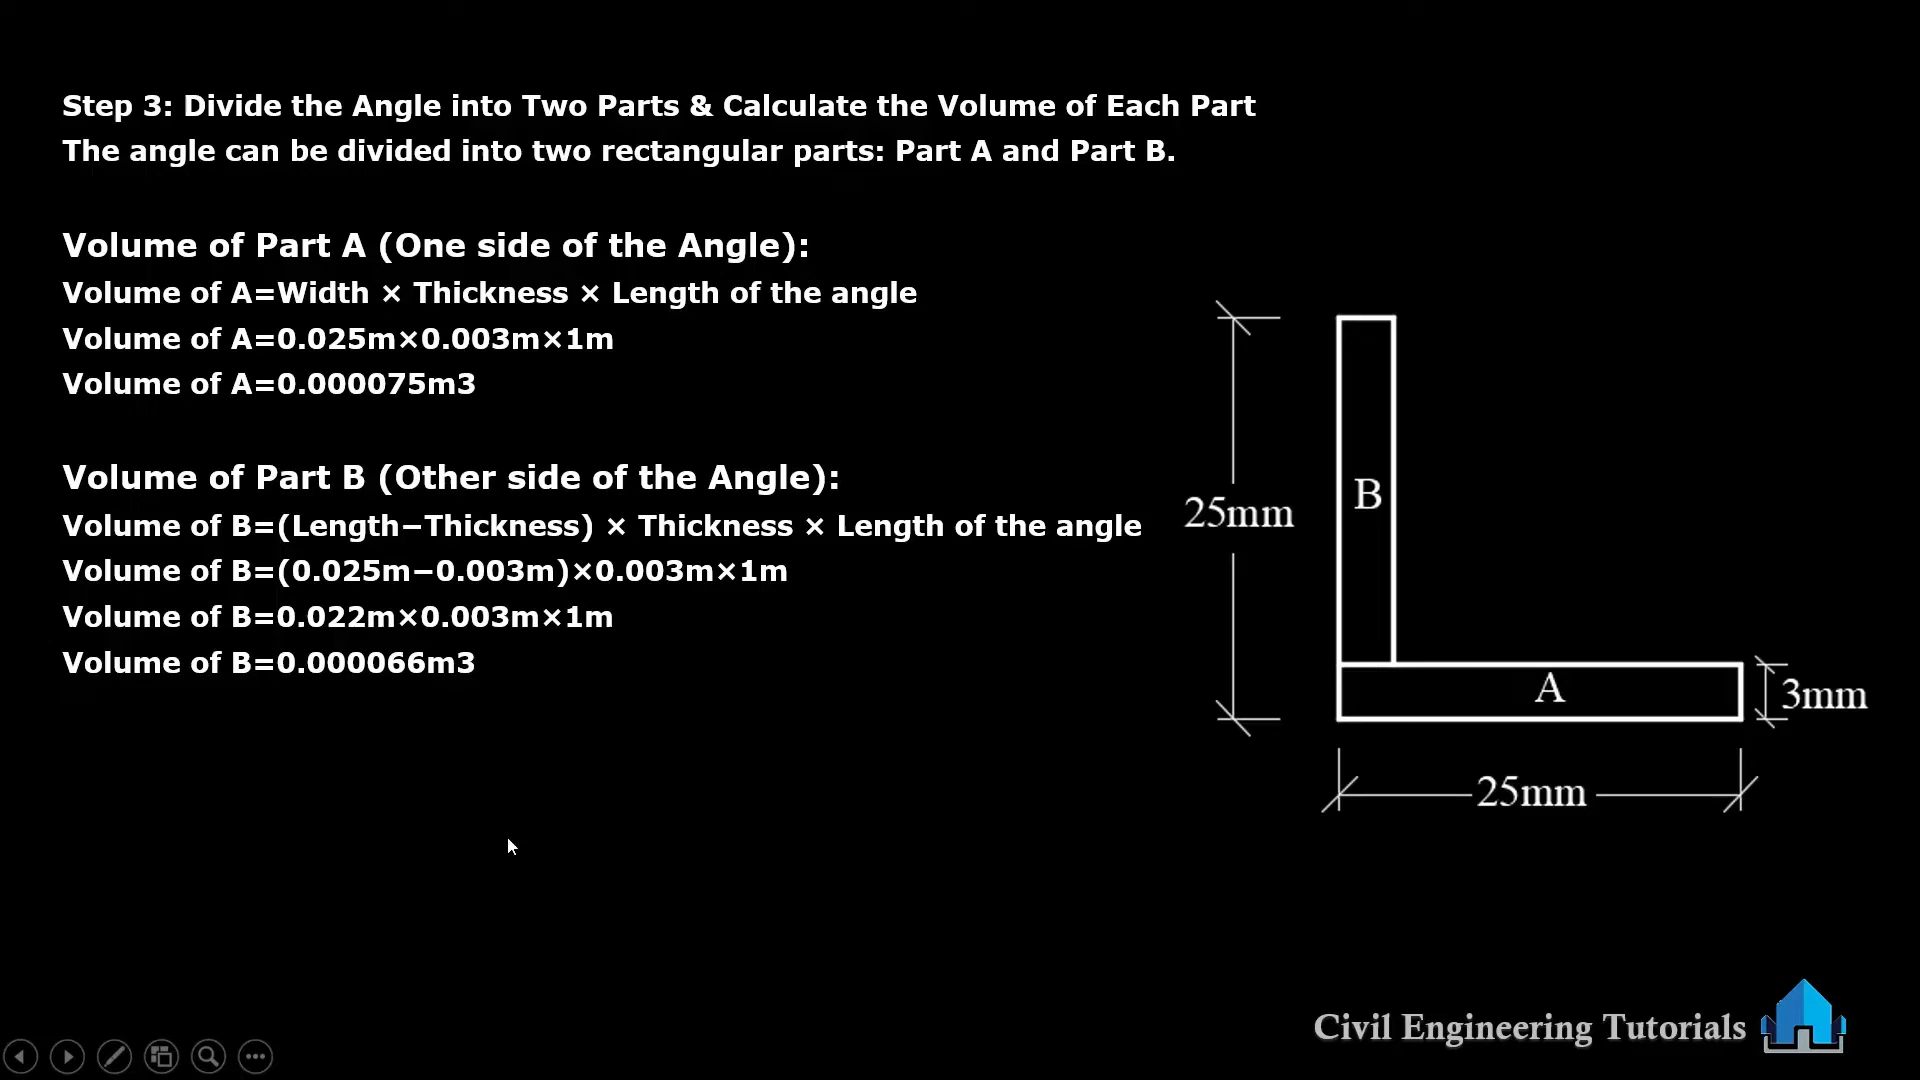 Step 3: Divide the Angle into Two Parts & Calculate the Volume of Each Part
The angle can be divided into two rectangular parts: Part A and Part B.
Volume of Part A (One side of the Angle):
Volume of A=Width × Thickness × Length of the angle
Volume of A=0.025m×0.003m×1m
Volume of A=0.000075m3
Volume of Part B (Other side of the Angle):
Volume of B=(Length−Thickness) × Thickness × Length of the angle
Volume of B=(0.025m−0.003m)×0.003m×1m
Volume of B=0.022m×0.003m×1m
Volume of B=0.000066m3
B
25mm
A
3mm
25mm
Civil Engineering Tutorials